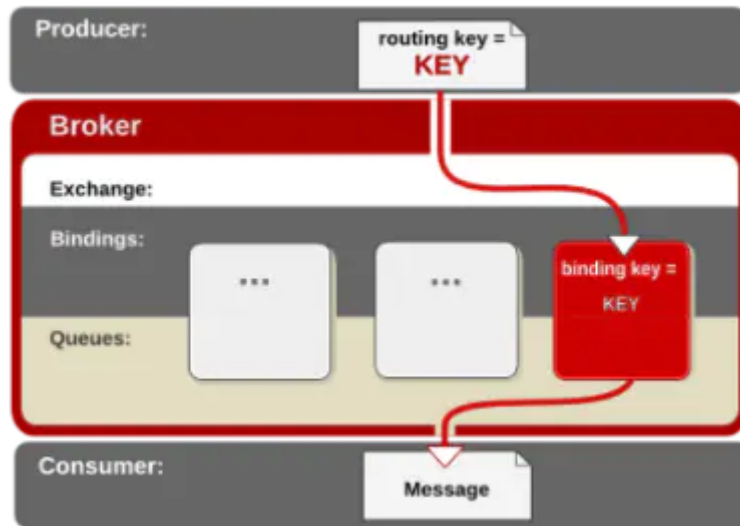 Producer:
routing key =
KEY
Broker
Exchange:
Bindings:
...
...
binding key =
KEY
Queues:
Consumer:
Message